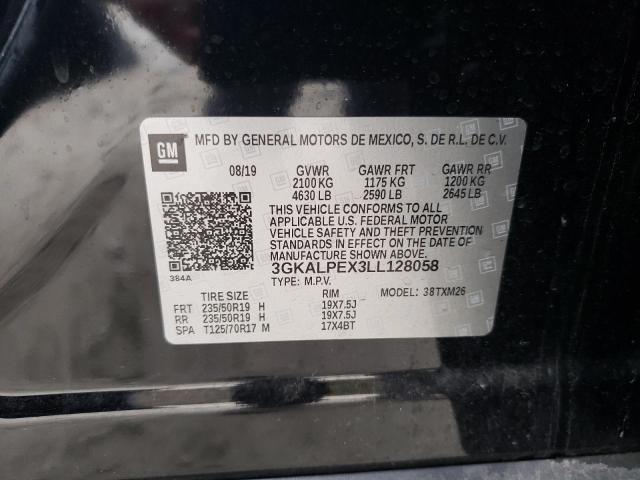 GM
MFD BY GENERAL MOTORS DE MEXICO, S. DE R.L. DE C.V.
08/19 GVWR GAWR FRT GAWR RR
2100 KG 1175 KG 1200 KG
4630 LB 2590 LB 2645 LB
THIS VEHICLE CONFORMS TO ALL
APPLICABLE U.S. FEDERAL MOTOR
VEHICLE SAFETY AND THEFT PREVENTION
STANDARDS IN EFFECT ON THE DATE OF
MANUFACTURE SHOWN ABOVE.
3GKALPEX3LL128058
384A
TYPE: M.P.V. MODEL: 38TXM26
TIRE SIZE RIM
FRT 235/50R19 H 19X7.5J
RR 235/50R19 H 19X7.5J
SPA T125/70R17 M 17X4BT